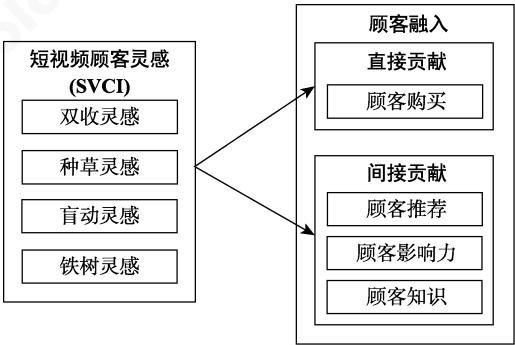 短视频顾客灵感
(SVCI)
双收灵感
种草灵感
盲动灵感
铁树灵感
顾客融入
直接贡献
顾客购买
间接贡献
顾客推荐
顾客影响力
顾客知识